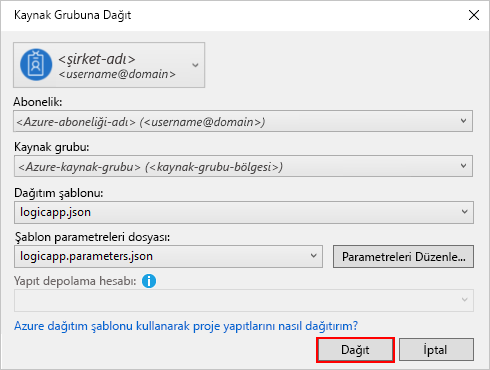 Kaynak Grubuna Dağıt
<şirket-adı>
<username@domain>
Abonelik:
<Azure-aboneliği-adı> (<username@domain>)
Kaynak grubu:
<Azure-kaynak-grubu> (<kaynak-grubu-bölgesi>)
Dağıtım şablonu:
logicapp.json
Şablon parametreleri dosyası:
logicapp.parameters.json
Parametreleri Düzenle...
Yapıt depolama hesabı:
Azure dağıtım şablonu kullanarak proje yapıtlarını nasıl dağıtırım?
Dağıt
İptal